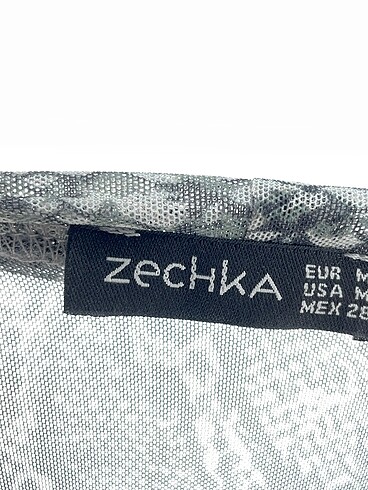 zechka
EUR M
USA M
MEX 28